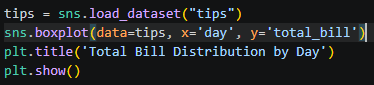 tips = sns.load_dataset("tips")
sns.boxplot(data=tips, x='day', y='total_bill')
plt.title('Total Bill Distribution by Day')
plt.show()